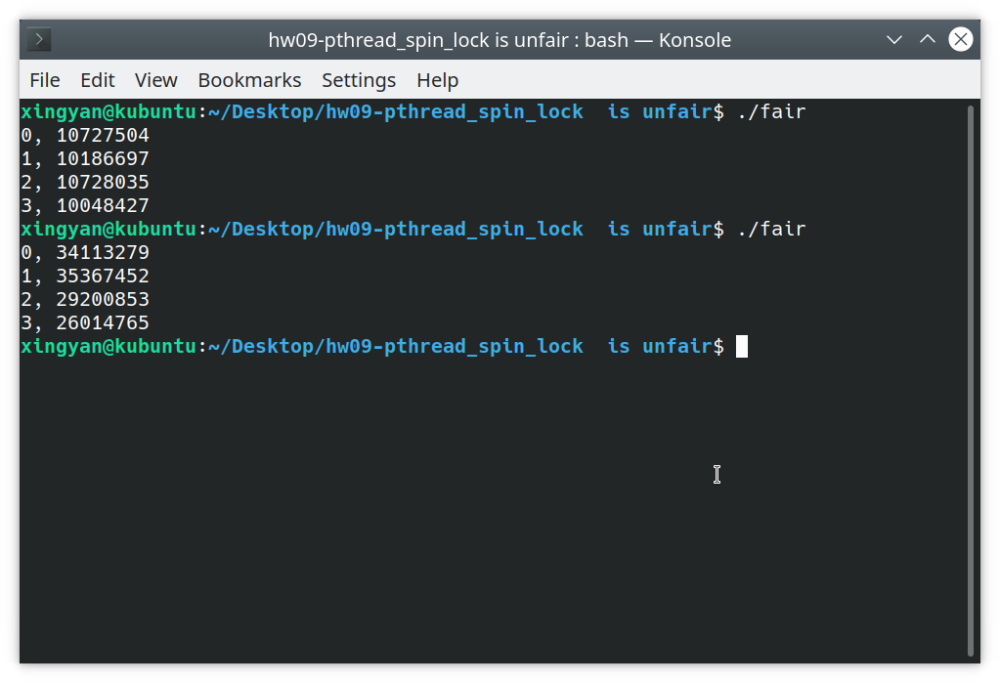 hw09-pthread_spin_lock is unfair : bash — Konsole
File Edit View Bookmarks Settings Help
xingyan@kubuntu:~/Desktop/hw09-pthread_spin_lock  is unfair$ ./fair
0, 10727504
1, 10186697
2, 10728035
3, 10048427
xingyan@kubuntu:~/Desktop/hw09-pthread_spin_lock  is unfair$ ./fair
0, 34113279
1, 35367452
2, 29200853
3, 26014765
xingyan@kubuntu:~/Desktop/hw09-pthread_spin_lock  is unfair$